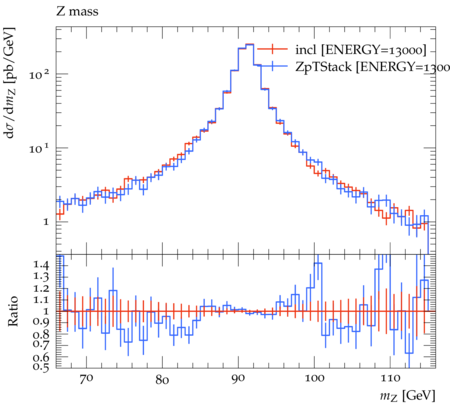 Z mass
dσ/dm_Z [pb/GeV]
incl [ENERGY=13000]
ZpTStack [ENERGY=1300
10^2
10^1
1
Ratio
1.4
1.3
1.2
1.1
1
0.9
0.8
0.7
0.6
0.5
70 80 90 100 110
m_Z [GeV]